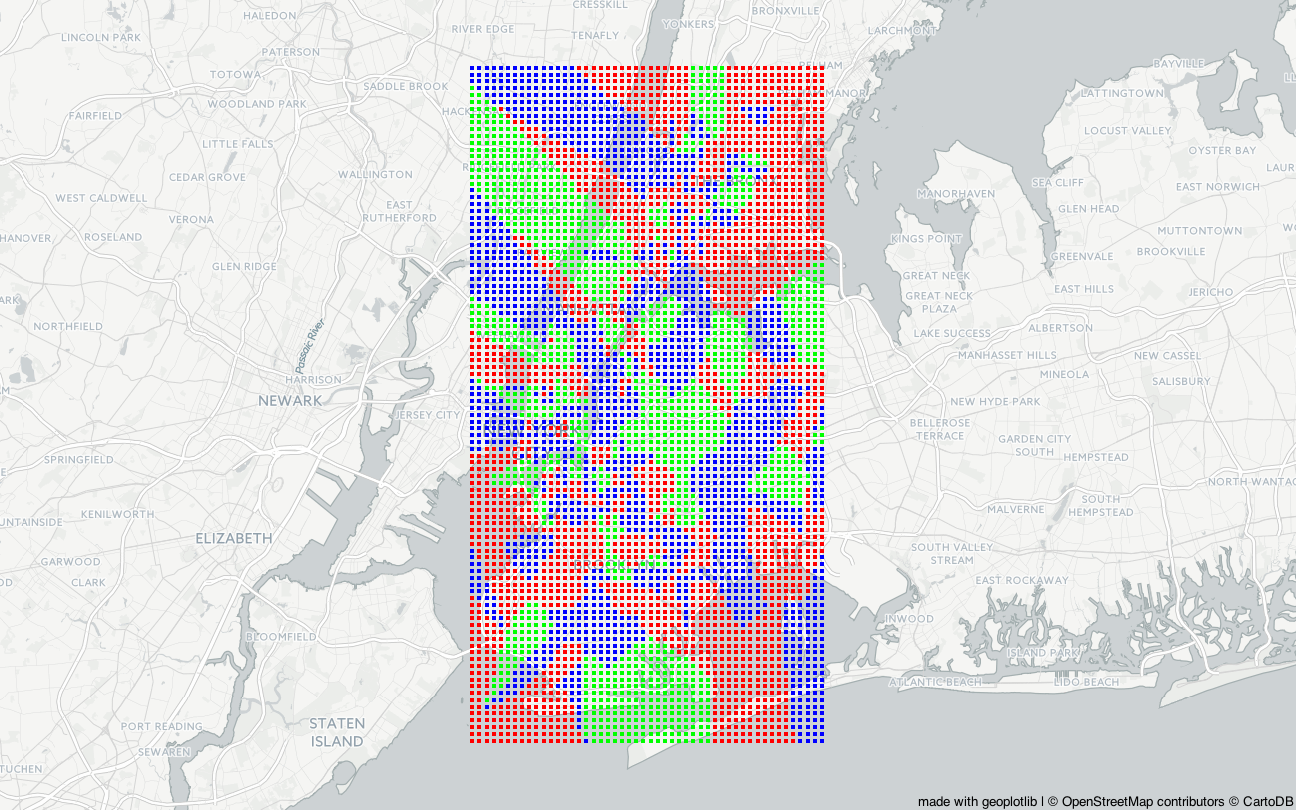 CRESSKILL
BRONXVILLE
HALEDON
YONKERS
LINCOLN PARK
RIVER EDGE
TENAFLY
LARCHMONT
PATERSON
PELHAM
BAYVILLE
TOTOWA
SADDLE BROOK
LATTINGTOWN
WOODLAND PARK
FAIRFIELD
LOCUST VALLEY
LITTLE FALLS
OYSTER BAY
WALLINGTON
CEDAR GROVE
SEA CLIFF
EAST NORWICH
MANORHAVEN
WEST CALDWELL
EAST
RUTHERFORD
GLEN HEAD
VERONA
MUTTONTOWN
HANOVER
ROSELAND
KINGS POINT
BROOKVILLE
GREENVALE
GLEN RIDGE
GREAT NECK
EAST HILLS
JERICHO
GREAT NECK
PLAZA
NORTHFIELD
ALBERTSON
LAKE SUCCESS
Passaic River
MANHASSET HILLS
NEW CASSEL
MINEOLA
HARRISON
SALISBURY
NEWARK
NEW HYDE PARK
JERSEY CITY
BELLEROSE
TERRACE
NEW YORK
GARDEN CITY
SOUTH
SPRINGFIELD
HEMPSTEAD
SOUTH
HEMPSTEAD
MALVERNE
KENILWORTH
ELIZABETH
SOUTH VALLEY
STREAM
GARWOOD
BROOKLYN
CLARK
EAST ROCKAWAY
INWOOD
BLOOMFIELD
ISLAND PARK
ATLANTIC BEACH
LIDO BEACH
STATEN
ISLAND
PORT READING
SEWAREN
made with geoplotlib | © OpenStreetMap contributors © CartoDB